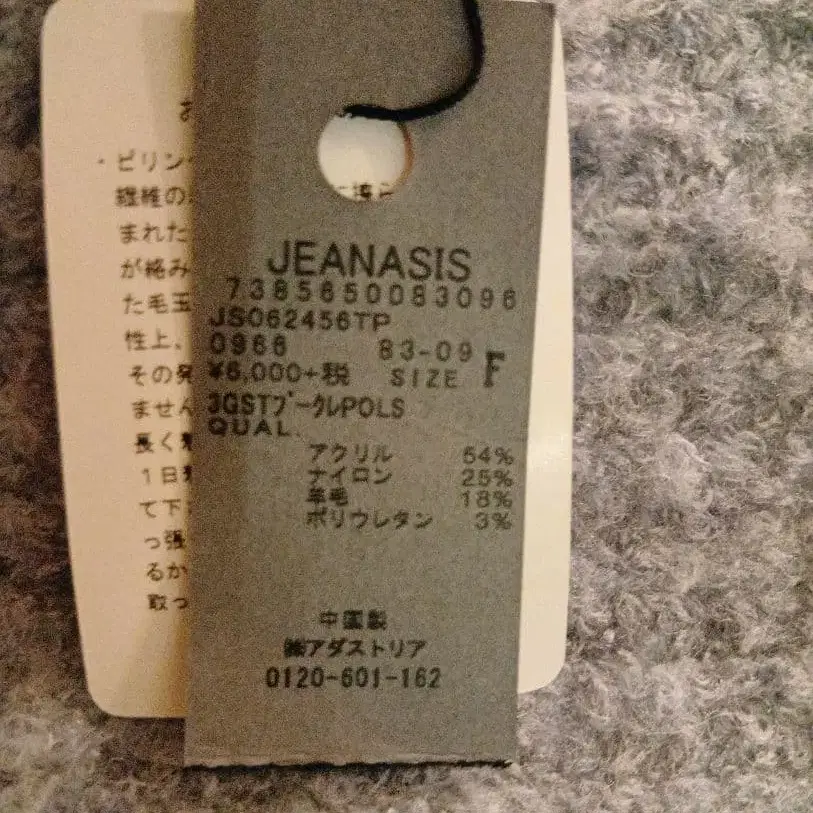 JEANASIS
7385650083096
JS062456TP
0966 83-09
¥6,000+税 SIZE F
3GSTブークレPOLS
QUAL.
アクリル 54%
ナイロン 25%
羊毛 18%
ポリウレタン 3%
中国製
㈱アダストリア
0120-601-162
お
・ピリン
繊維の
まれた
が絡み
た毛玉
性上、
その発
ません
長く着
1日
て下
っ張
るか
取っ